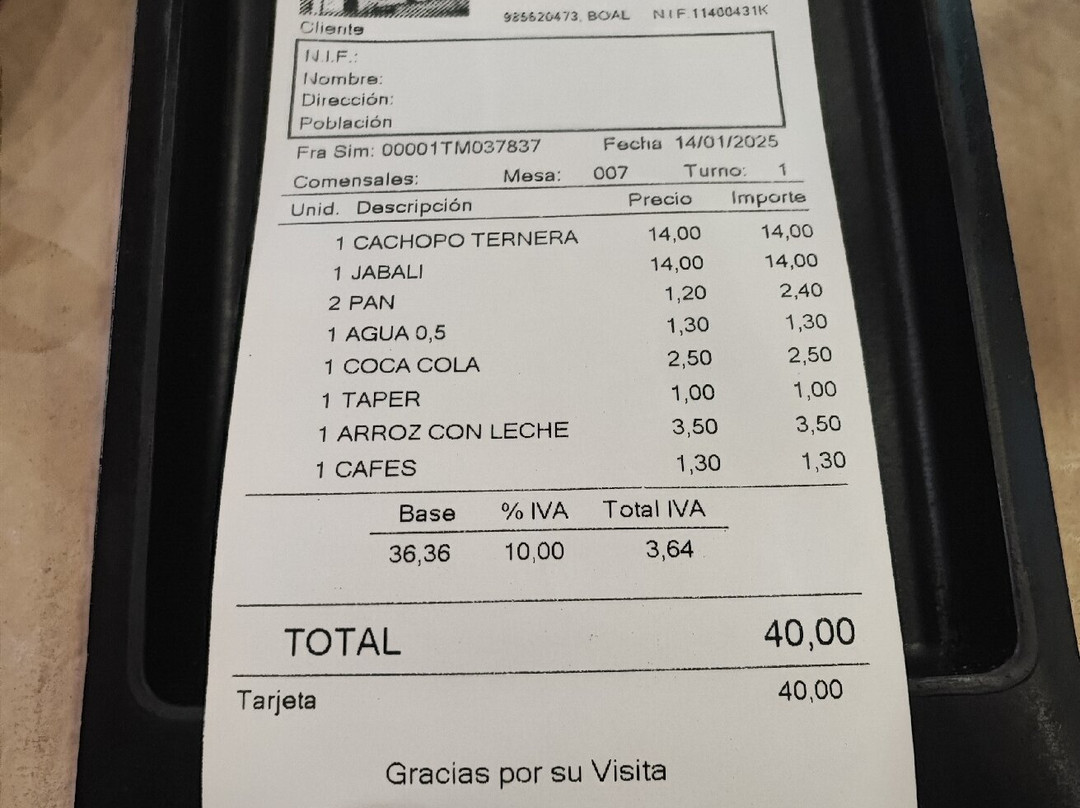 985620473, BOAL N.I.F.11400431K
Cliente
N.I.F.:
Nombre:
Dirección:
Población
Fra Sim: 00001TM037837 Fecha 14/01/2025
Comensales: Mesa: 007 Turno: 1
Unid. Descripción Precio Importe
1 CACHOPO TERNERA 14,00 14,00
1 JABALI 14,00 14,00
2 PAN 1,20 2,40
1 AGUA 0,5 1,30 1,30
1 COCA COLA 2,50 2,50
1 TAPER 1,00 1,00
1 ARROZ CON LECHE 3,50 3,50
1 CAFES 1,30 1,30
Base % IVA Total IVA
36,36 10,00 3,64
TOTAL 40,00
Tarjeta 40,00
Gracias por su Visita